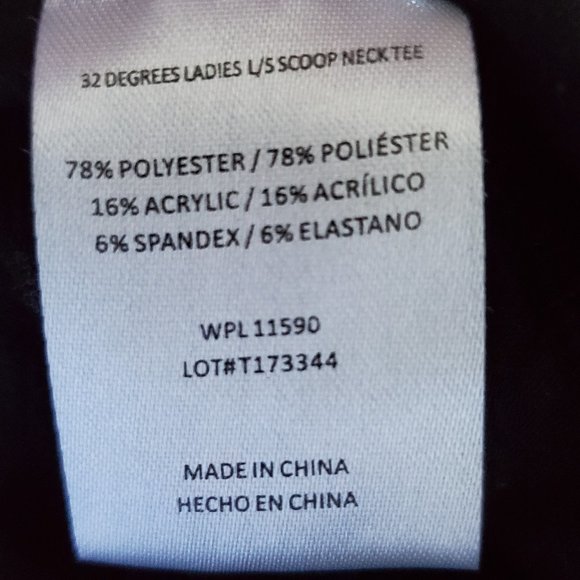 32 DEGREES LADIES L/S SCOOP NECK TEE
78% POLYESTER / 78% POLIÉSTER
16% ACRYLIC / 16% ACRÍLICO
6% SPANDEX / 6% ELASTANO
WPL 11590
LOT#T173344
MADE IN CHINA
HECHO EN CHINA